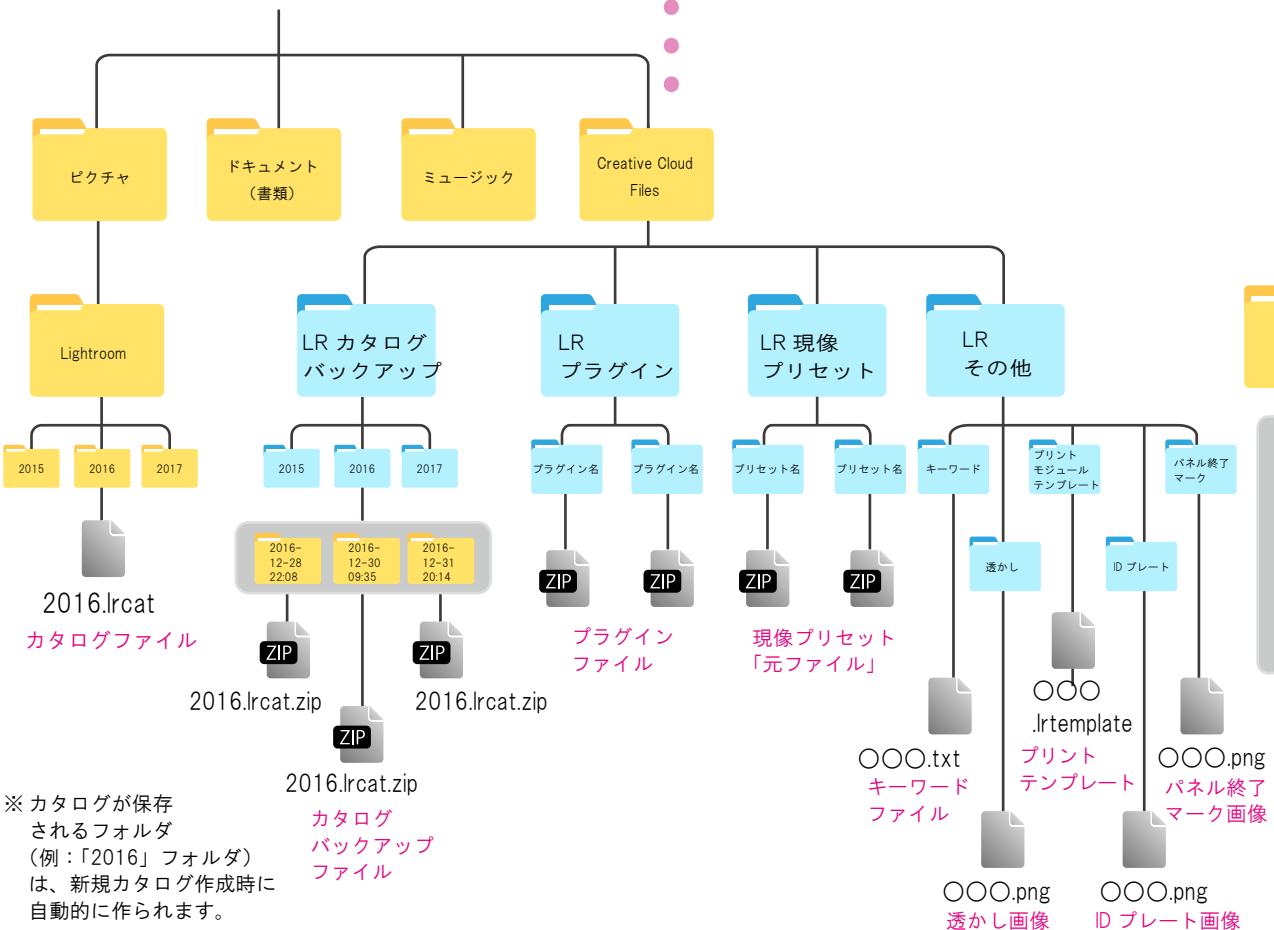 ピクチャ
ドキュメント
（書類）
ミュージック
Creative Cloud
Files
Lightroom
LR カタログ
バックアップ
LR
プラグイン
LR 現像
プリセット
LR
その他
2015
2016
2017
2015
2016
2017
プラグイン名
プラグイン名
プリセット名
プリセット名
キーワード
プリント
モジュール
テンプレート
パネル終了
マーク
透かし
ID プレート
2016-
12-28
22:08
2016-
12-30
09:35
2016-
12-31
20:14
ZIP
ZIP
ZIP
ZIP
2016.lrcat
カタログファイル
ZIP
ZIP
2016.lrcat.zip
2016.lrcat.zip
ZIP
2016.lrcat.zip
カタログ
バックアップ
ファイル
プラグイン
ファイル
現像プリセット
「元ファイル」
〇〇〇
.lrtemplate
プリント
テンプレート
〇〇〇.txt
キーワード
ファイル
〇〇〇.png
パネル終了
マーク画像
〇〇〇.png
透かし画像
〇〇〇.png
ID プレート画像
※ カタログが保存
されるフォルダ
（例：「2016」フォルダ）
は、新規カタログ作成時に
自動的に作られます。